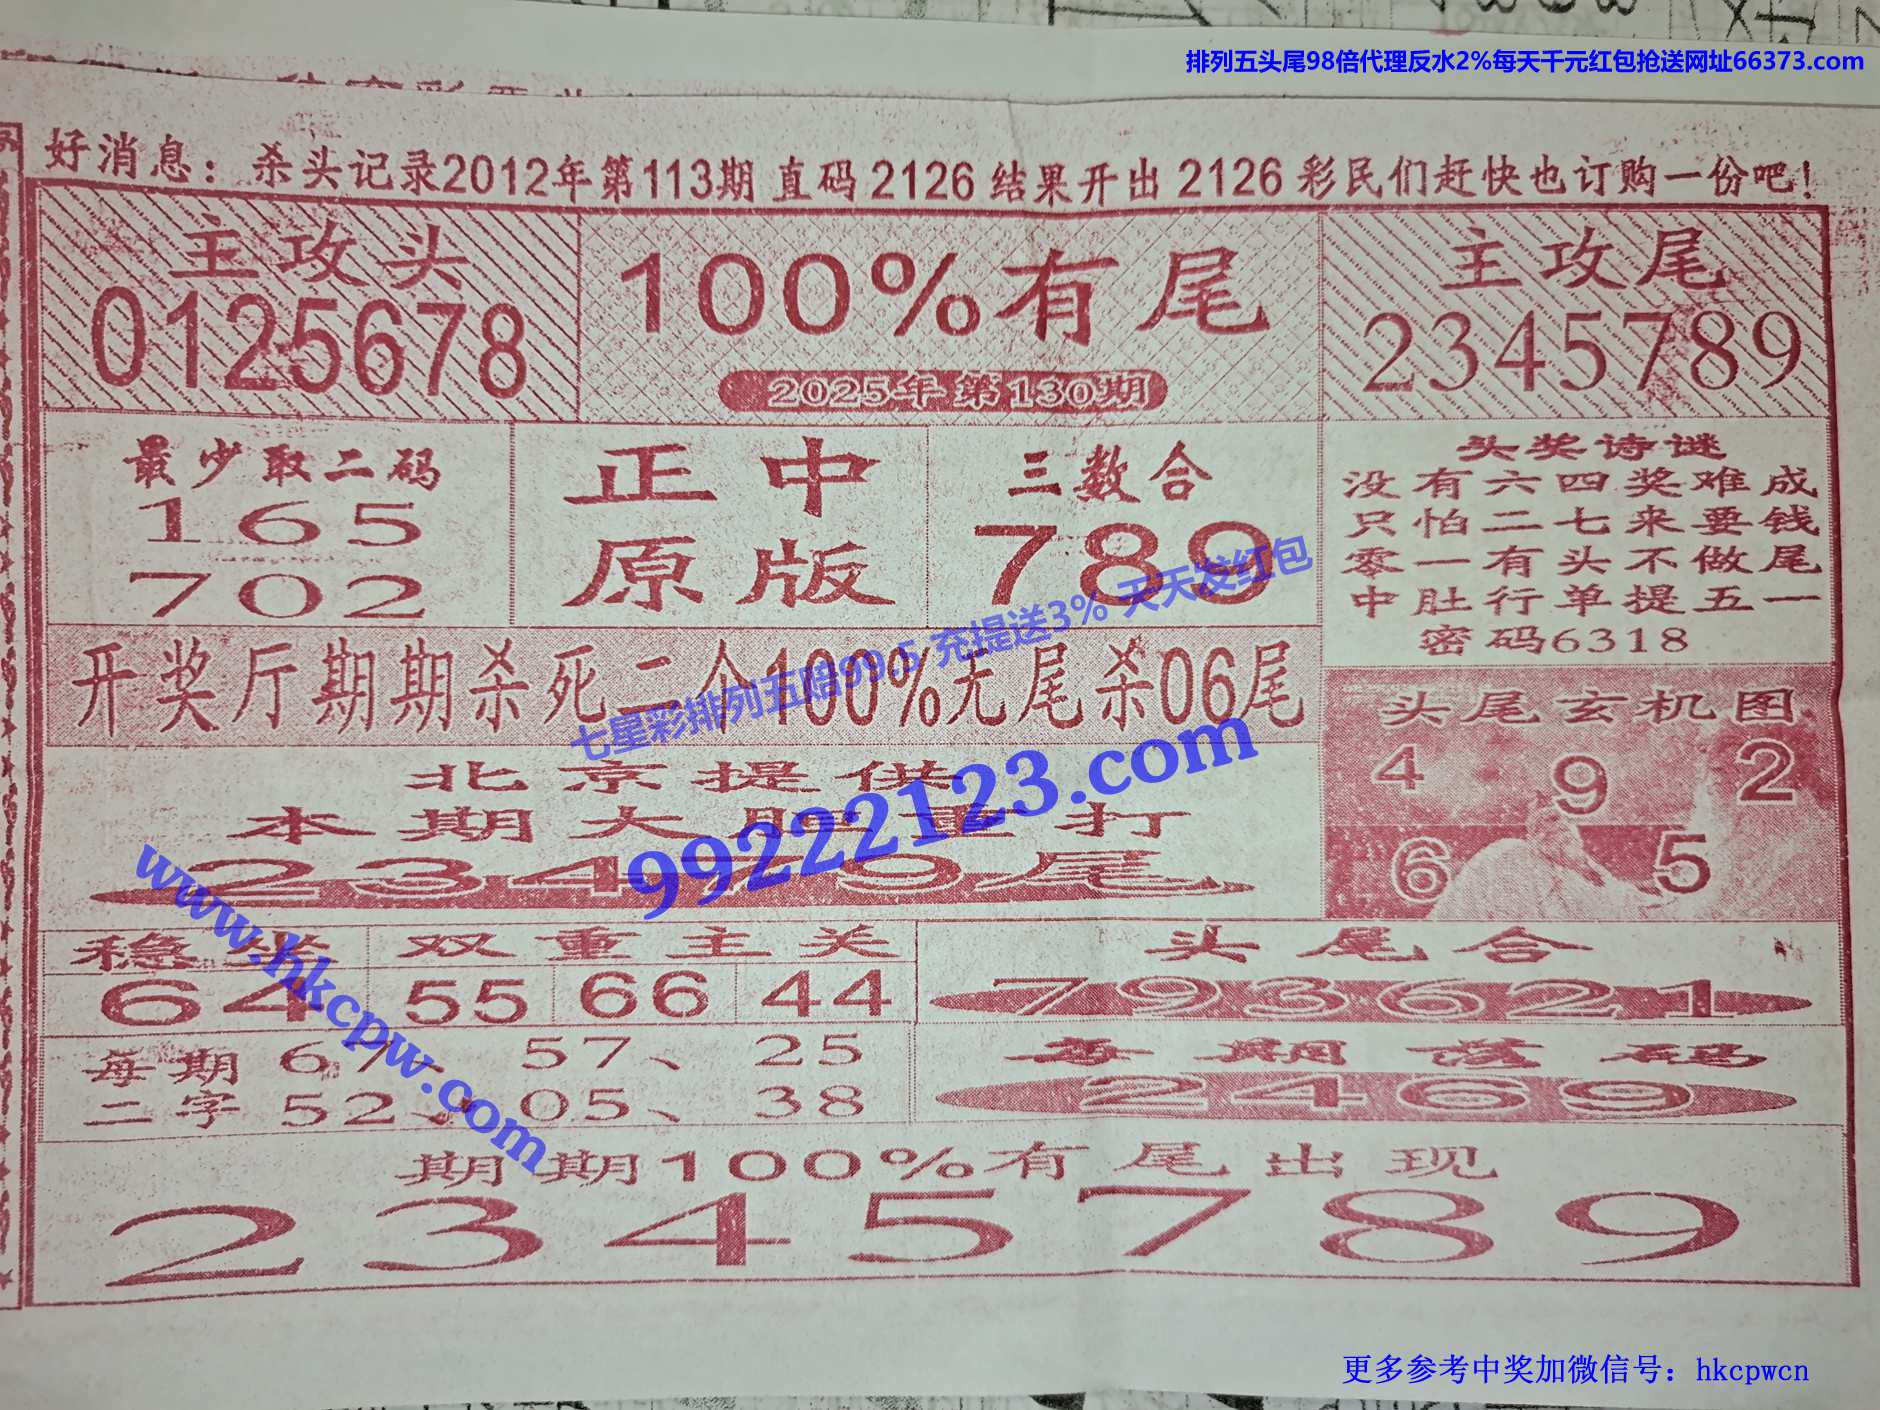 排列五头尾98倍代理反水2%每天千元红包抢送网址66373.com
好消息：杀头记录2012年第113期 直码 2126 结果开出 2126 彩民们赶快也订购一份吧！
主攻头
0125678
100%有尾
2025年第130期
主攻尾
2345789
最少取二码
165
702
正中
原版
三数合
789
头奖诗谜
没有六四奖难成
只怕二七来要钱
零一有头不做尾
中肚行单提五一
密码6318
七星彩排列五赔99.5 充提送3% 天天发红包
开奖厅期期杀死二个100%无尾杀06尾
头尾玄机图
4 9 2
6 5
北京提供
本期大胆重打
23479尾
99222123.com
www.hkcpw.com
稳坐 双重主关
64 55 66 44
头尾合
793621
每期 67、57、25
二字 52、05、38
每期落码
2469
期期100%有尾出现
2345789
更多参考中奖加微信号：hkcpwcn